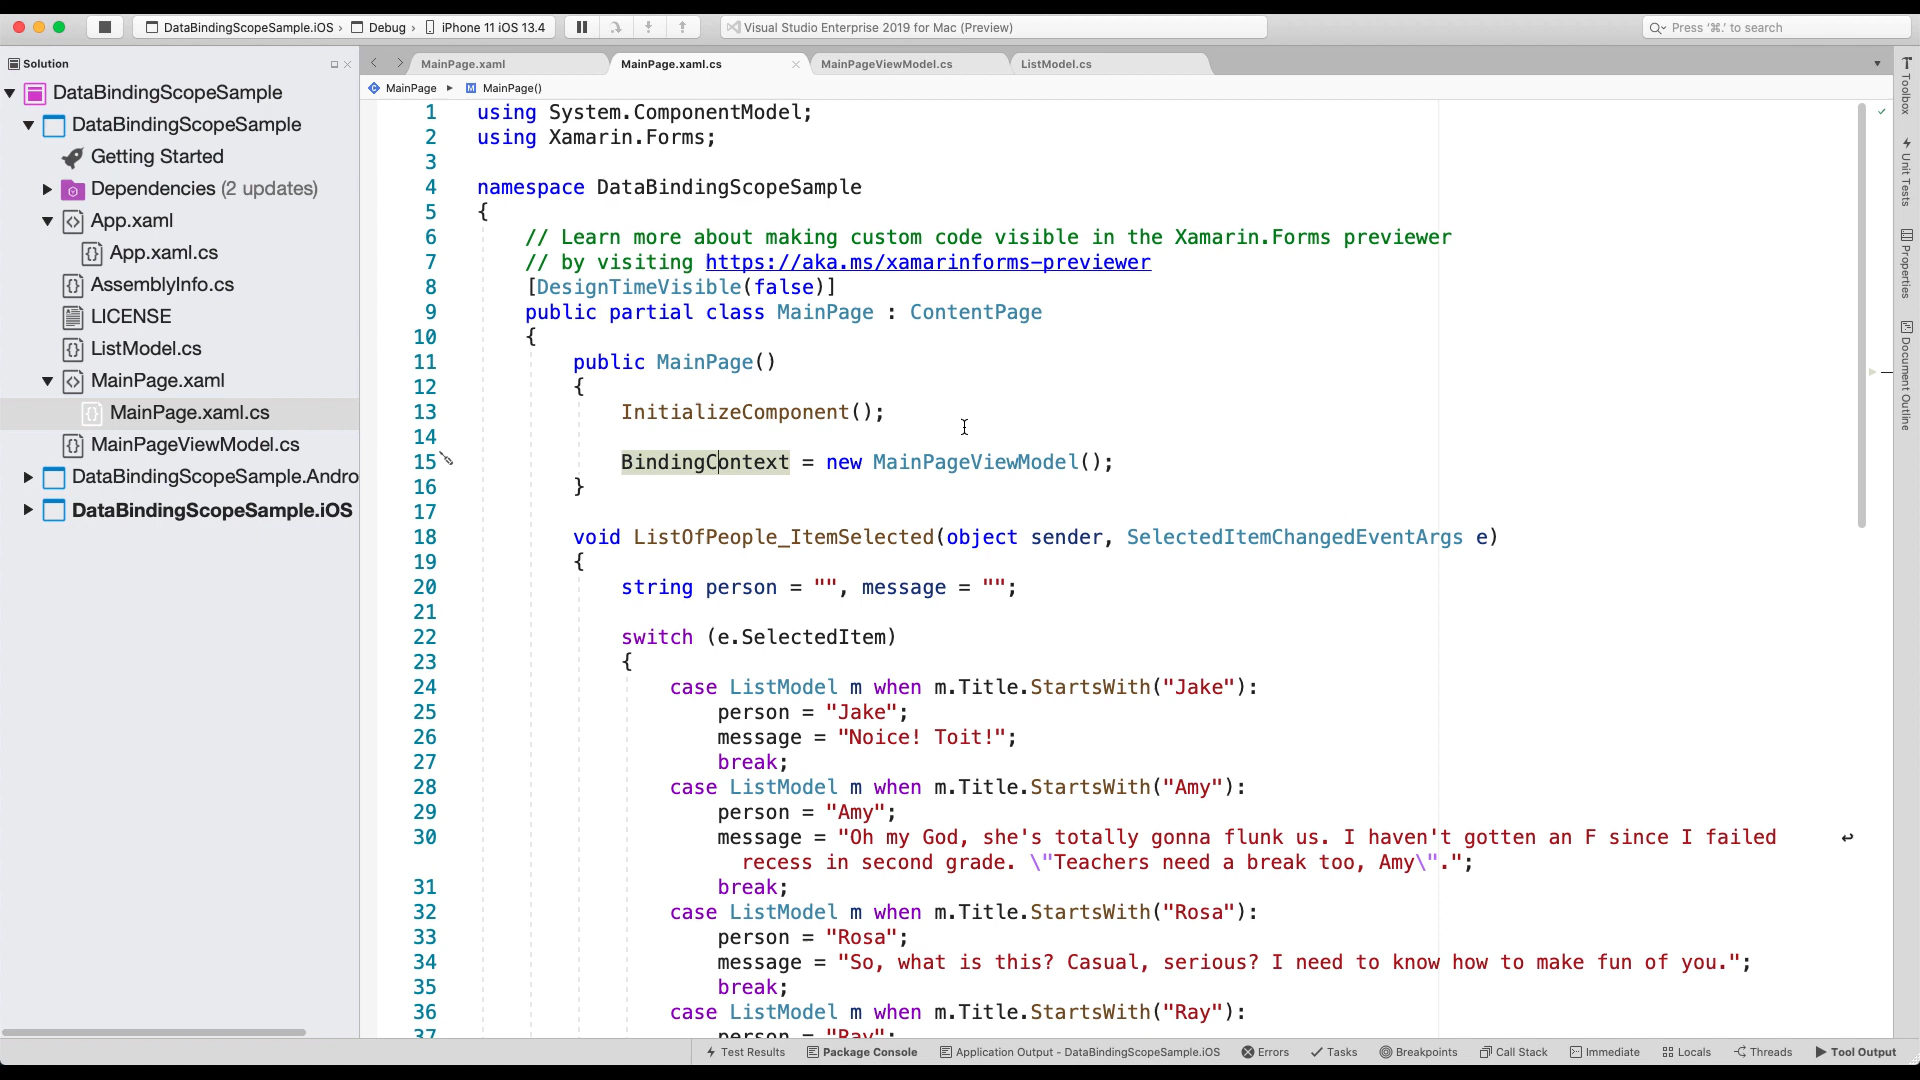 DataBindingScopeSample.iOS › Debug › iPhone 11 iOS 13.4
Visual Studio Enterprise 2019 for Mac (Preview)
Press '⌘.' to search
Solution
DataBindingScopeSample
DataBindingScopeSample
Getting Started
Dependencies (2 updates)
App.xaml
App.xaml.cs
AssemblyInfo.cs
LICENSE
ListModel.cs
MainPage.xaml
MainPage.xaml.cs
MainPageViewModel.cs
DataBindingScopeSample.Andro
DataBindingScopeSample.iOS
MainPage.xaml MainPage.xaml.cs MainPageViewModel.cs ListModel.cs
MainPage MainPage()
1 using System.ComponentModel;
2 using Xamarin.Forms;
3
4 namespace DataBindingScopeSample
5 {
6 // Learn more about making custom code visible in the Xamarin.Forms previewer
7 // by visiting https://aka.ms/xamarinforms-previewer
8 [DesignTimeVisible(false)]
9 public partial class MainPage : ContentPage
10 {
11 public MainPage()
12 {
13 InitializeComponent();
14
15 BindingContext = new MainPageViewModel();
16 }
17
18 void ListOfPeople_ItemSelected(object sender, SelectedItemChangedEventArgs e)
19 {
20 string person = "", message = "";
21
22 switch (e.SelectedItem)
23 {
24 case ListModel m when m.Title.StartsWith("Jake"):
25 person = "Jake";
26 message = "Noice! Toit!";
27 break;
28 case ListModel m when m.Title.StartsWith("Amy"):
29 person = "Amy";
30 message = "Oh my God, she's totally gonna flunk us. I haven't gotten an F since I failed
recess in second grade. \"Teachers need a break too, Amy\".";
31 break;
32 case ListModel m when m.Title.StartsWith("Rosa"):
33 person = "Rosa";
34 message = "So, what is this? Casual, serious? I need to know how to make fun of you.";
35 break;
36 case ListModel m when m.Title.StartsWith("Ray"):
37 person = "Ray";
Toolbox
Unit Tests
Properties
Document Outline
Test Results Package Console Application Output - DataBindingScopeSample.iOS Errors Tasks Breakpoints Call Stack Immediate Locals Threads Tool Output